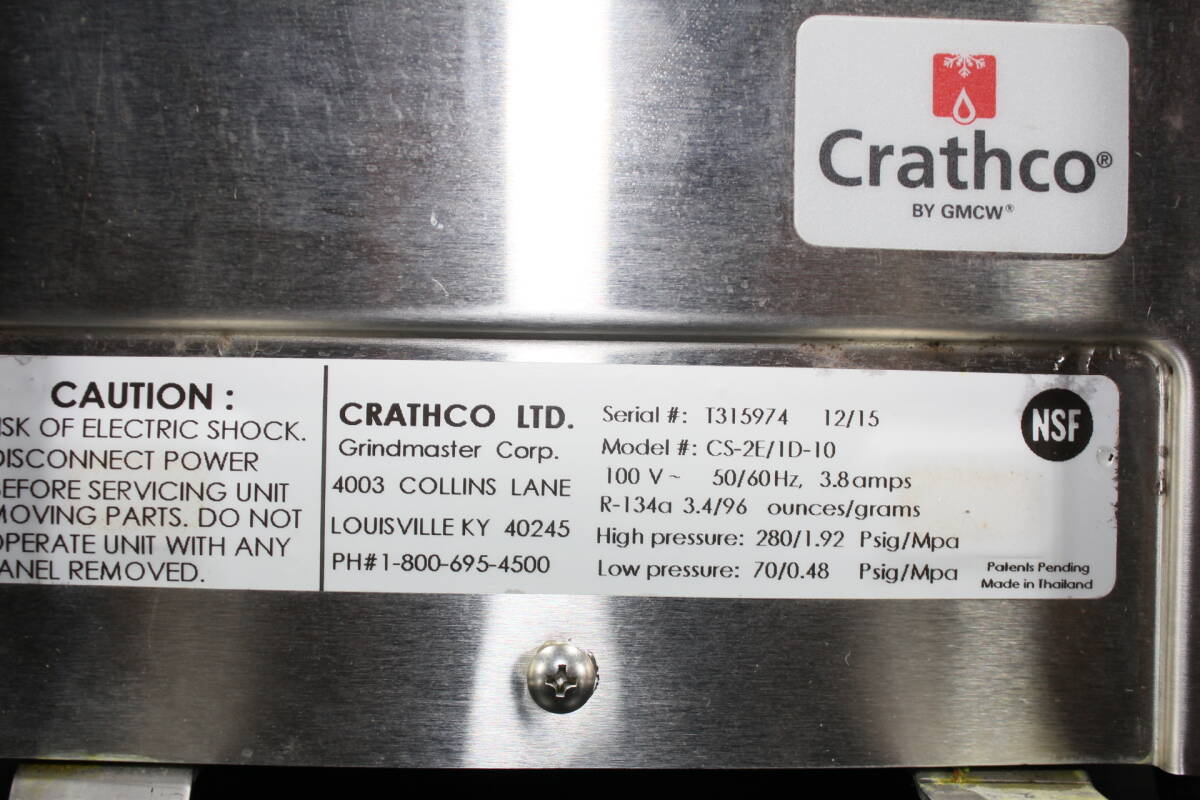 Crathco®
BY GMCW®
CAUTION :
OF ELECTRIC SHOCK.
DISCONNECT POWER
BEFORE SERVICING UNIT
MOVING PARTS. DO NOT
OPERATE UNIT WITH ANY
REMOVED.
CRATHCO LTD.
Grindmaster Corp.
4003 COLLINS LANE
LOUISVILLE KY 40245
PH#1-800-695-4500
Serial #: T315974 12/15
Model #: CS-2E/1D-10
100 V~ 50/60Hz, 3.8amps
R-134a 3.4/96 ounces/grams
High pressure: 280/1.92 Psig/Mpa
Low pressure: 70/0.48 Psig/Mpa
NSF
Patents Pending
Made in Thailand